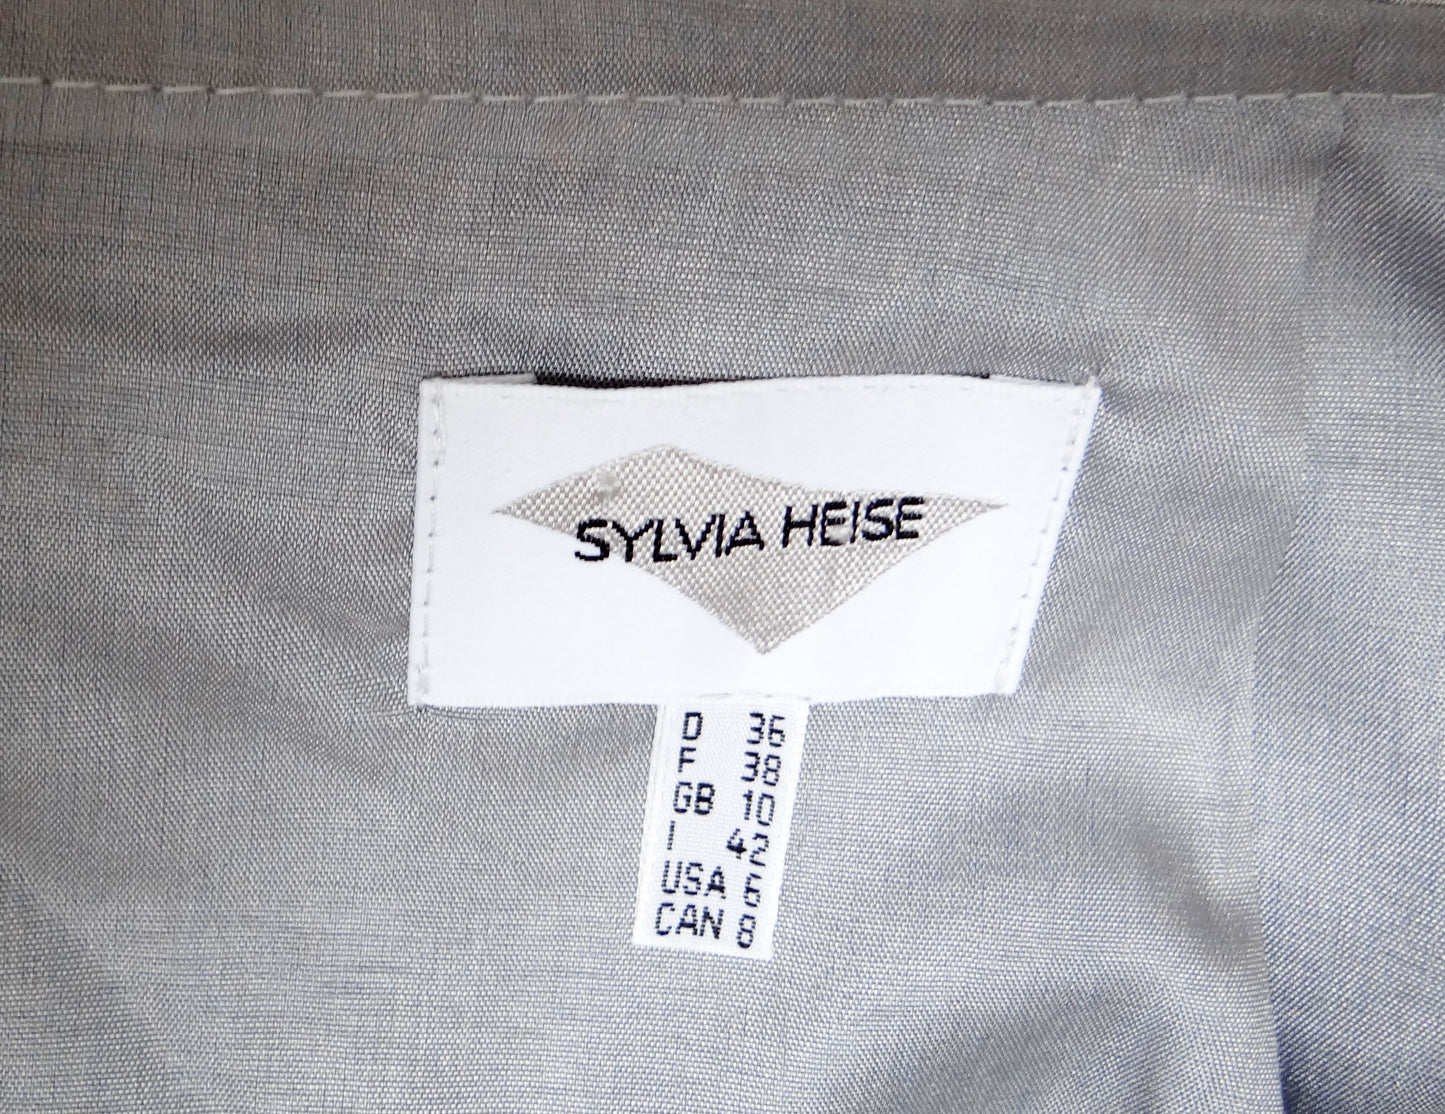 SYLVIA HEISE
D 36
F 38
GB 10
I 42
USA 6
CAN 8